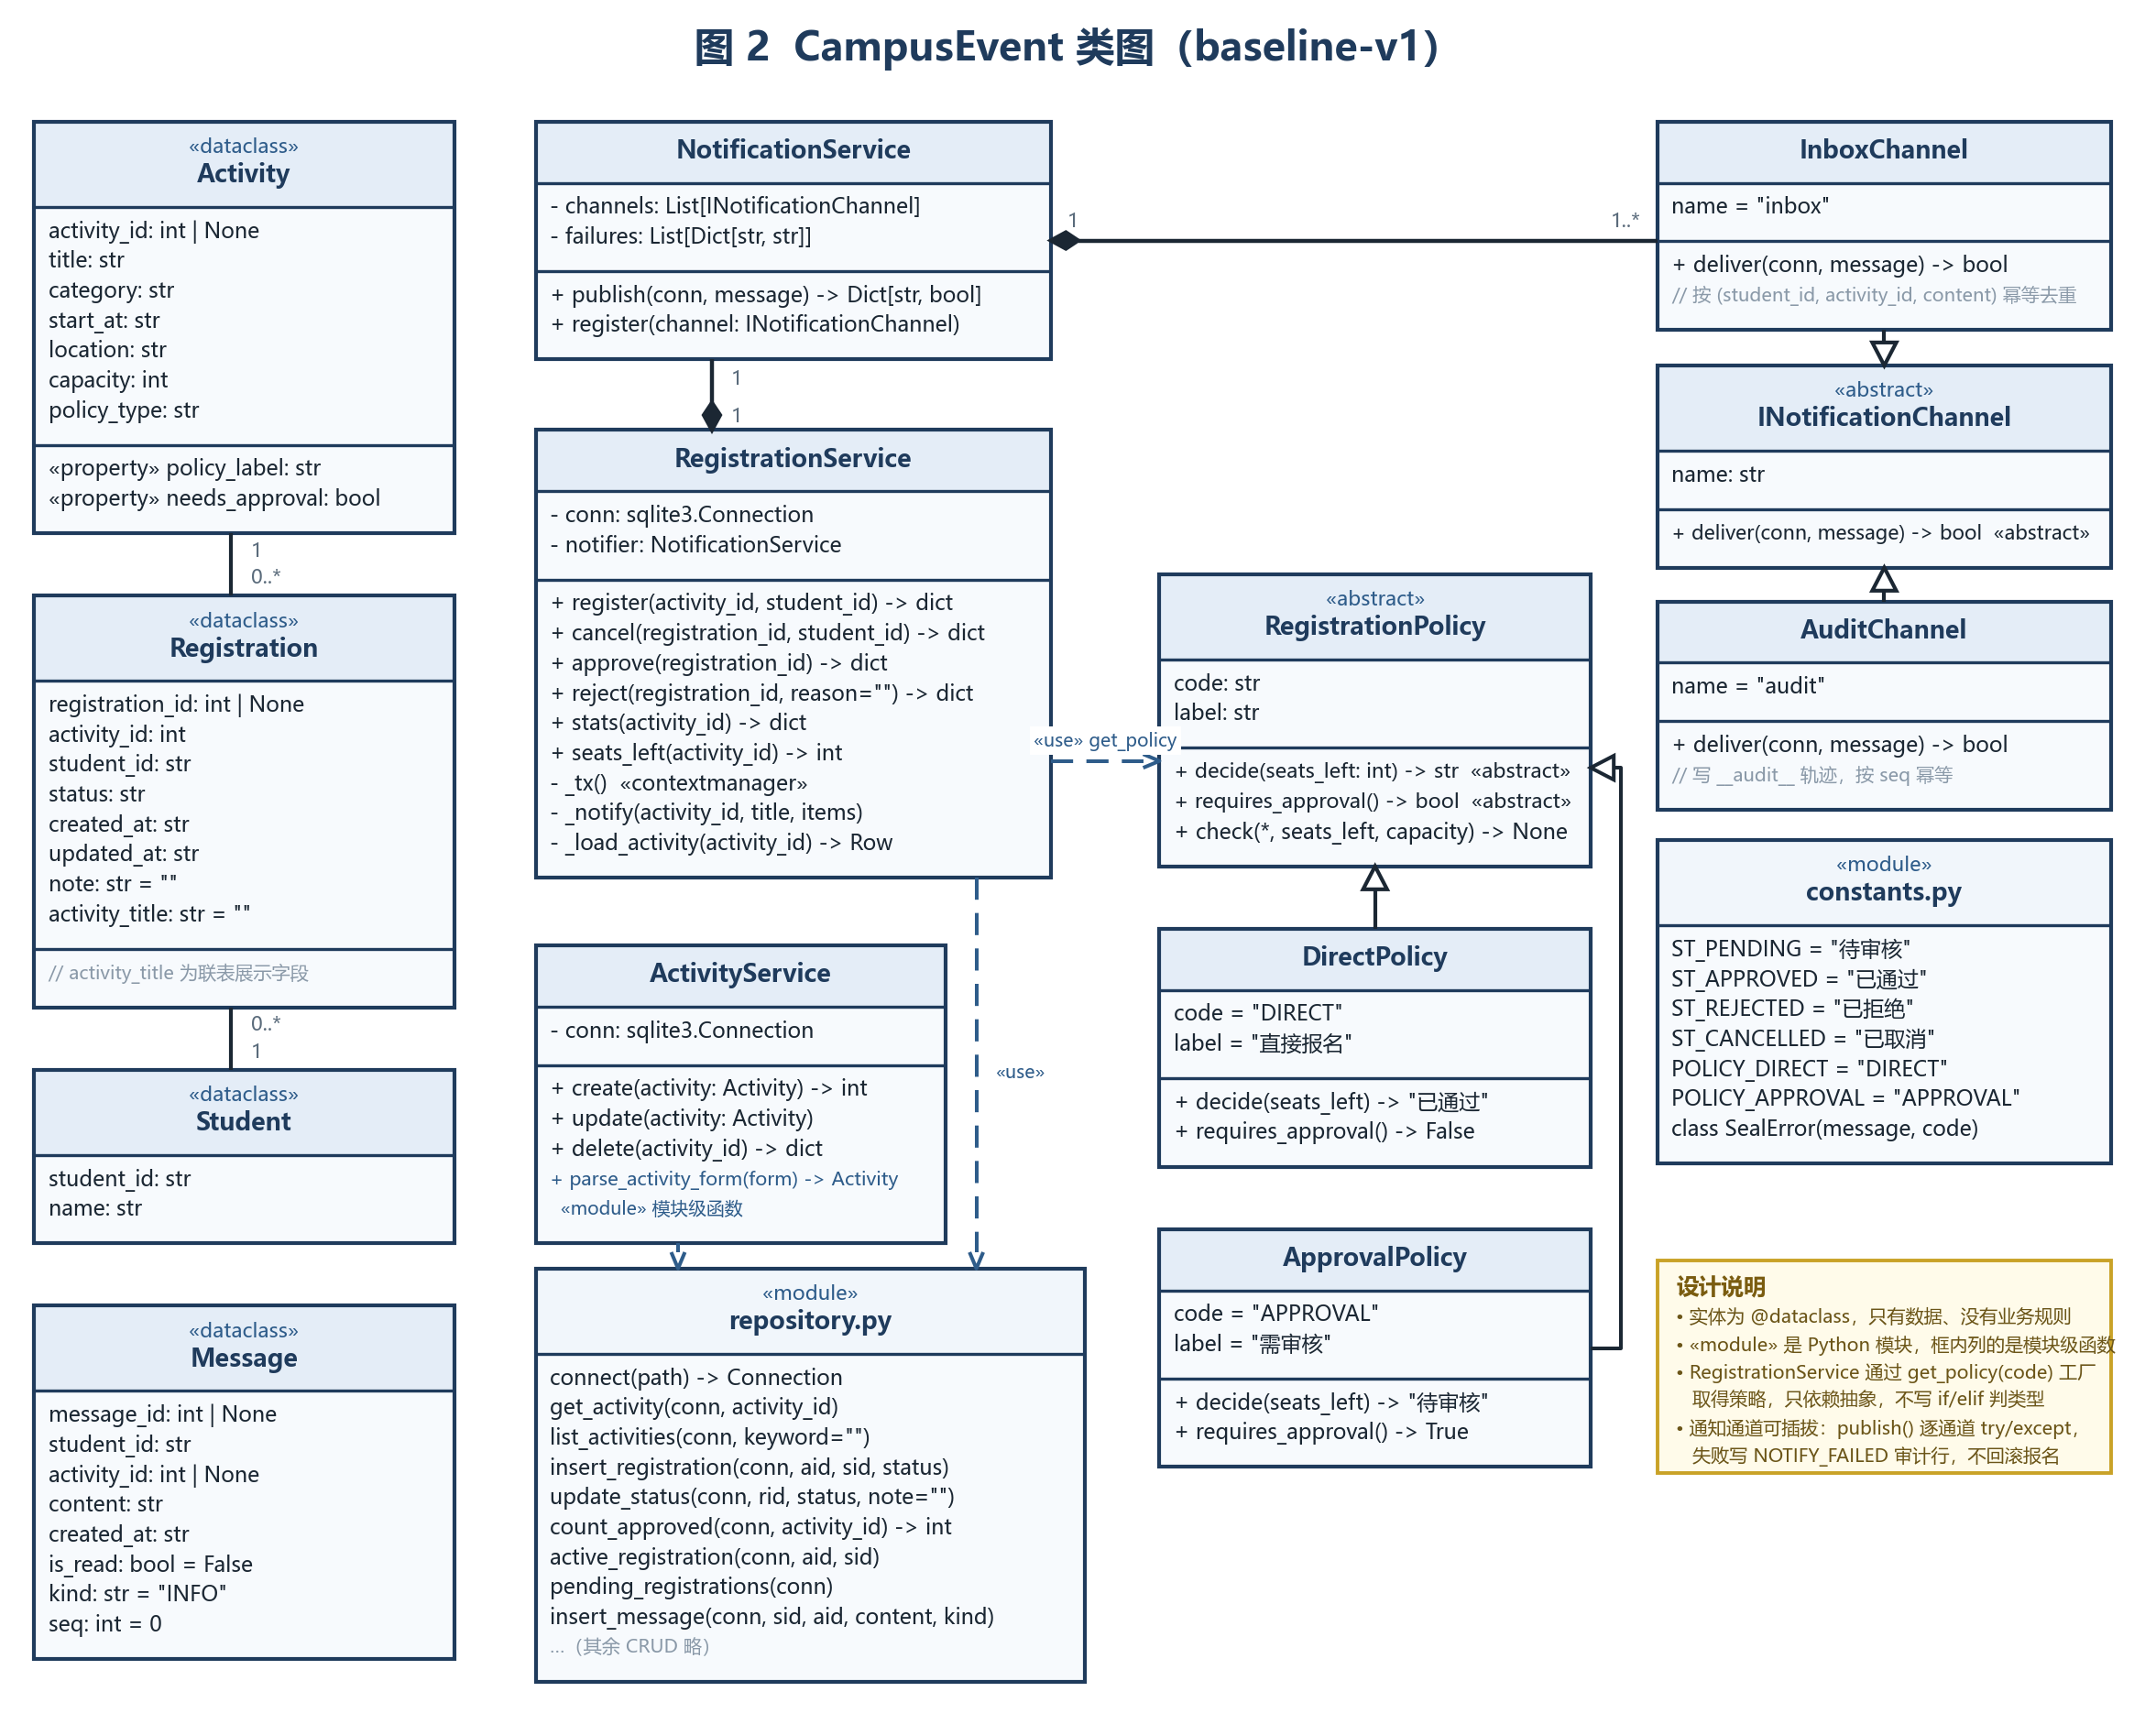 图 2  CampusEvent 类图（baseline-v1）
«dataclass»
Activity
activity_id: int | None
title: str
category: str
start_at: str
location: str
capacity: int
policy_type: str
«property» policy_label: str
«property» needs_approval: bool
1
0..*
«dataclass»
Registration
registration_id: int | None
activity_id: int
student_id: str
status: str
created_at: str
updated_at: str
note: str = ""
activity_title: str = ""
// activity_title 为联表展示字段
0..*
1
«dataclass»
Student
student_id: str
name: str
«dataclass»
Message
message_id: int | None
student_id: str
activity_id: int | None
content: str
created_at: str
is_read: bool = False
kind: str = "INFO"
seq: int = 0
NotificationService
- channels: List[INotificationChannel]
- failures: List[Dict[str, str]]
+ publish(conn, message) -> Dict[str, bool]
+ register(channel: INotificationChannel)
1
1..*
1
1
RegistrationService
- conn: sqlite3.Connection
- notifier: NotificationService
+ register(activity_id, student_id) -> dict
+ cancel(registration_id, student_id) -> dict
+ approve(registration_id) -> dict
+ reject(registration_id, reason="") -> dict
+ stats(activity_id) -> dict
+ seats_left(activity_id) -> int
- _tx()  «contextmanager»
- _notify(activity_id, title, items)
- _load_activity(activity_id) -> Row
«use» get_policy
«use»
ActivityService
- conn: sqlite3.Connection
+ create(activity: Activity) -> int
+ update(activity: Activity)
+ delete(activity_id) -> dict
+ parse_activity_form(form) -> Activity
«module» 模块级函数
«module»
repository.py
connect(path) -> Connection
get_activity(conn, activity_id)
list_activities(conn, keyword="")
insert_registration(conn, aid, sid, status)
update_status(conn, rid, status, note="")
count_approved(conn, activity_id) -> int
active_registration(conn, aid, sid)
pending_registrations(conn)
insert_message(conn, sid, aid, content, kind)
...（其余 CRUD 略）
«abstract»
RegistrationPolicy
code: str
label: str
+ decide(seats_left: int) -> str  «abstract»
+ requires_approval() -> bool  «abstract»
+ check(*, seats_left, capacity) -> None
DirectPolicy
code = "DIRECT"
label = "直接报名"
+ decide(seats_left) -> "已通过"
+ requires_approval() -> False
ApprovalPolicy
code = "APPROVAL"
label = "需审核"
+ decide(seats_left) -> "待审核"
+ requires_approval() -> True
InboxChannel
name = "inbox"
+ deliver(conn, message) -> bool
// 按 (student_id, activity_id, content) 幂等去重
«abstract»
INotificationChannel
name: str
+ deliver(conn, message) -> bool  «abstract»
AuditChannel
name = "audit"
+ deliver(conn, message) -> bool
// 写 __audit__ 轨迹，按 seq 幂等
«module»
constants.py
ST_PENDING = "待审核"
ST_APPROVED = "已通过"
ST_REJECTED = "已拒绝"
ST_CANCELLED = "已取消"
POLICY_DIRECT = "DIRECT"
POLICY_APPROVAL = "APPROVAL"
class SealError(message, code)
设计说明
• 实体为 @dataclass，只有数据、没有业务规则
• «module» 是 Python 模块，框内列的是模块级函数
• RegistrationService 通过 get_policy(code) 工厂
取得策略，只依赖抽象，不写 if/elif 判类型
• 通知通道可插拔：publish() 逐通道 try/except，
失败写 NOTIFY_FAILED 审计行，不回滚报名